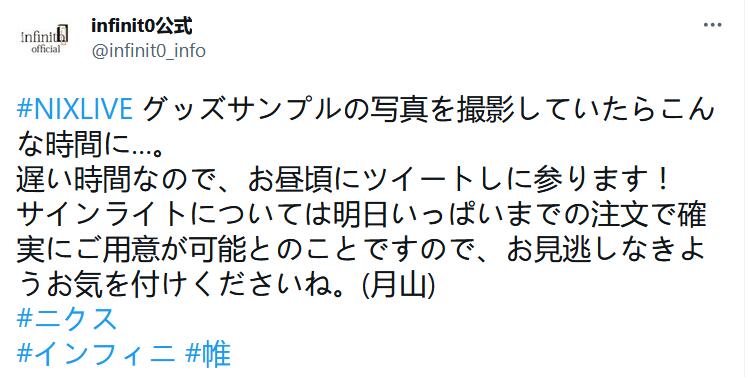 infinit0
official
infinit0公式
@infinit0_info
#NIXLIVE グッズサンプルの写真を撮影していたらこん
な時間に…。
遅い時間なので、お昼頃にツイートしに参ります！
サインライトについては明日いっぱいまでの注文で確
実にご用意が可能とのことですので、お見逃しなきよ
うお気を付けくださいね。(月山)
#ニクス
#インフィニ #帷